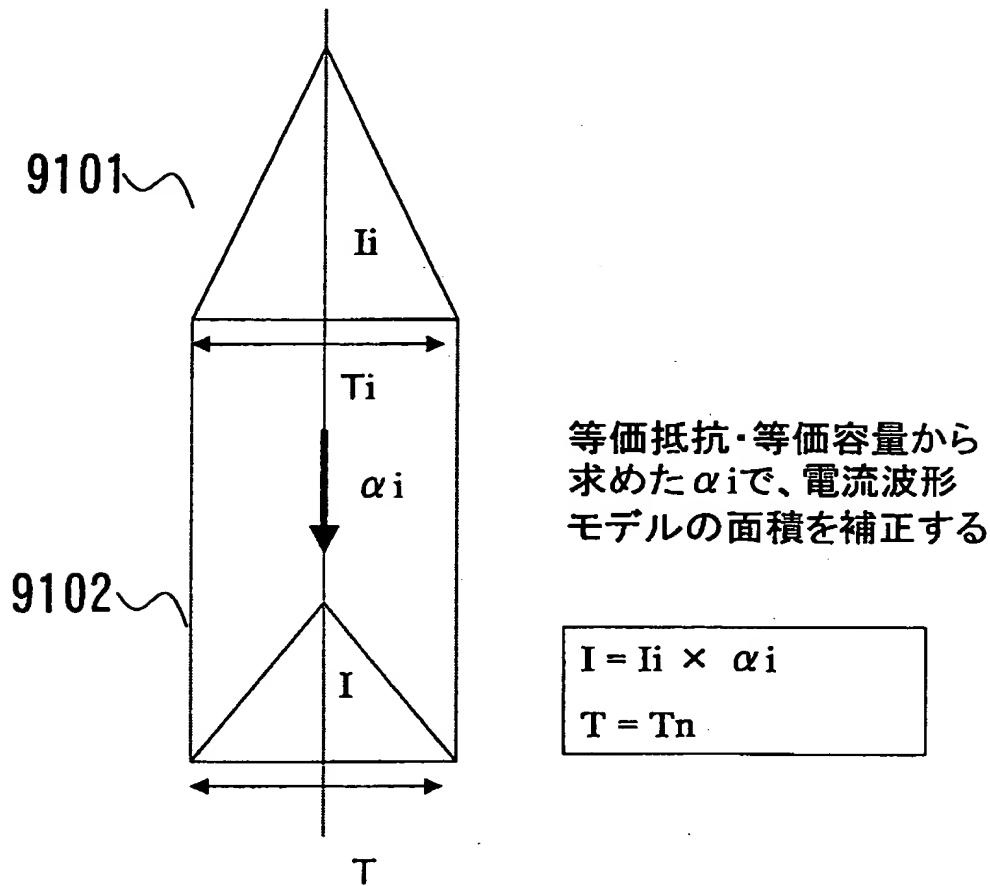 9101
Ii
Ti
αi
等価抵抗・等価容量から
求めたαiで、電流波形
モデルの面積を補正する
9102
I
I = Ii × αi
T = Tn
T